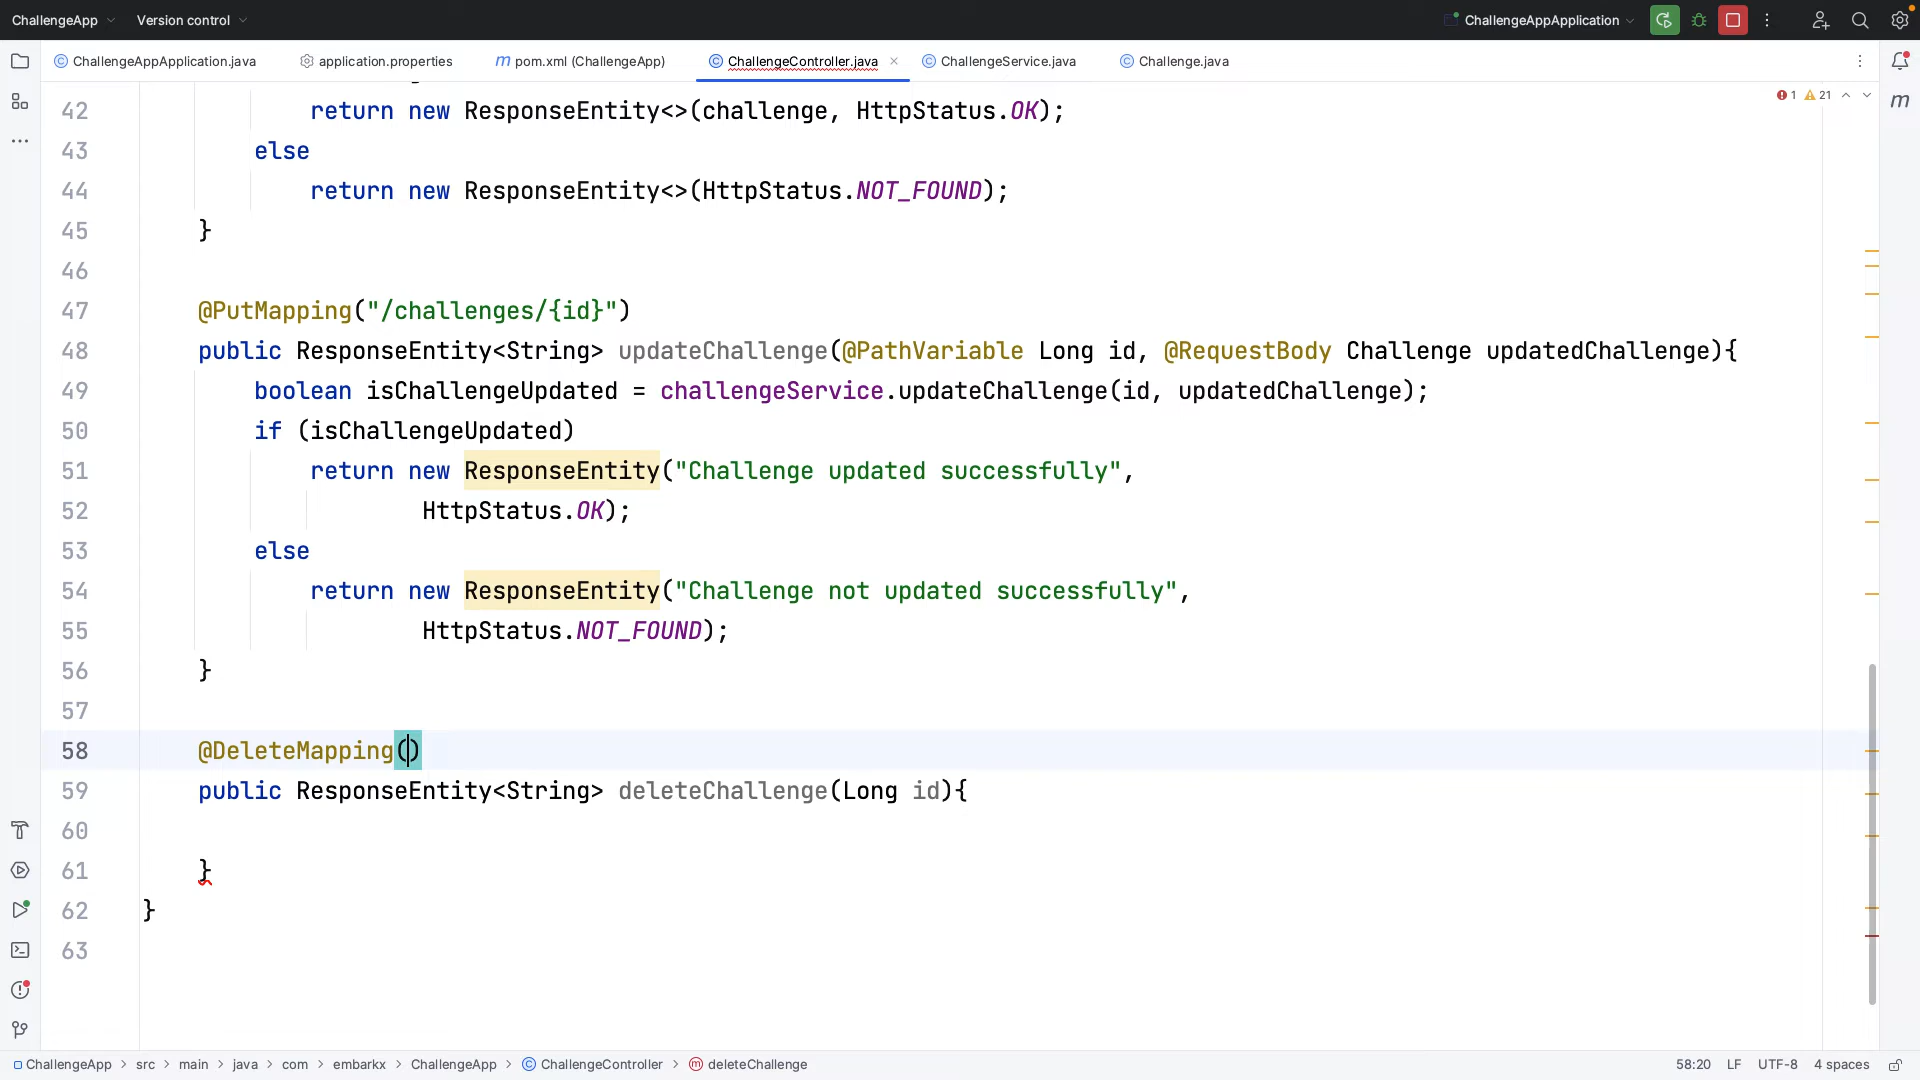 ChallengeApp Version control ChallengeAppApplication
ChallengeAppApplication.java application.properties m pom.xml (ChallengeApp) ChallengeController.java ChallengeService.java Challenge.java
1 21
42 return new ResponseEntity<>(challenge, HttpStatus.OK);
43 else
44 return new ResponseEntity<>(HttpStatus.NOT_FOUND);
45 }
46
47 @PutMapping("/challenges/{id}")
48 public ResponseEntity<String> updateChallenge(@PathVariable Long id, @RequestBody Challenge updatedChallenge){
49 boolean isChallengeUpdated = challengeService.updateChallenge(id, updatedChallenge);
50 if (isChallengeUpdated)
51 return new ResponseEntity("Challenge updated successfully",
52 HttpStatus.OK);
53 else
54 return new ResponseEntity("Challenge not updated successfully",
55 HttpStatus.NOT_FOUND);
56 }
57
58 @DeleteMapping()
59 public ResponseEntity<String> deleteChallenge(Long id){
60
61 }
62 }
63
ChallengeApp > src > main > java > com > embarkx > ChallengeApp > ChallengeController > deleteChallenge 58:20 LF UTF-8 4 spaces